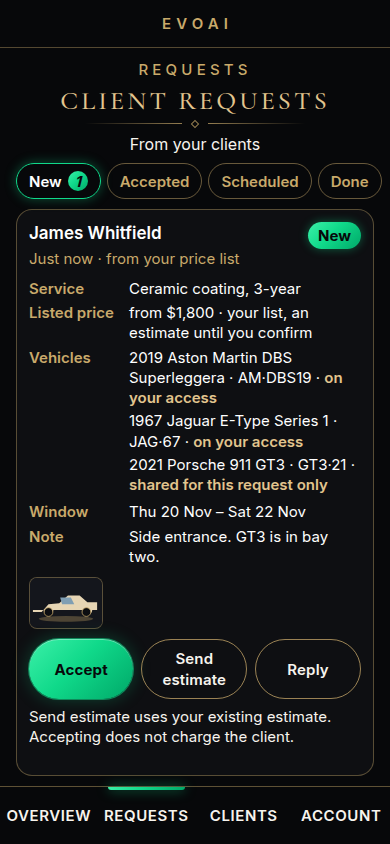 EVOAI
REQUESTS
CLIENT REQUESTS
From your clients
New 1 Accepted Scheduled Done
James Whitfield New
Just now · from your price list
Service Ceramic coating, 3-year
Listed price from $1,800 · your list, an
estimate until you confirm
Vehicles 2019 Aston Martin DBS
Superleggera · AM·DBS19 · on
your access
1967 Jaguar E-Type Series 1 ·
JAG·67 · on your access
2021 Porsche 911 GT3 · GT3·21 ·
shared for this request only
Window Thu 20 Nov – Sat 22 Nov
Note Side entrance. GT3 is in bay
two.
Accept Send estimate Reply
Send estimate uses your existing estimate.
Accepting does not charge the client.
OVERVIEW REQUESTS CLIENTS ACCOUNT